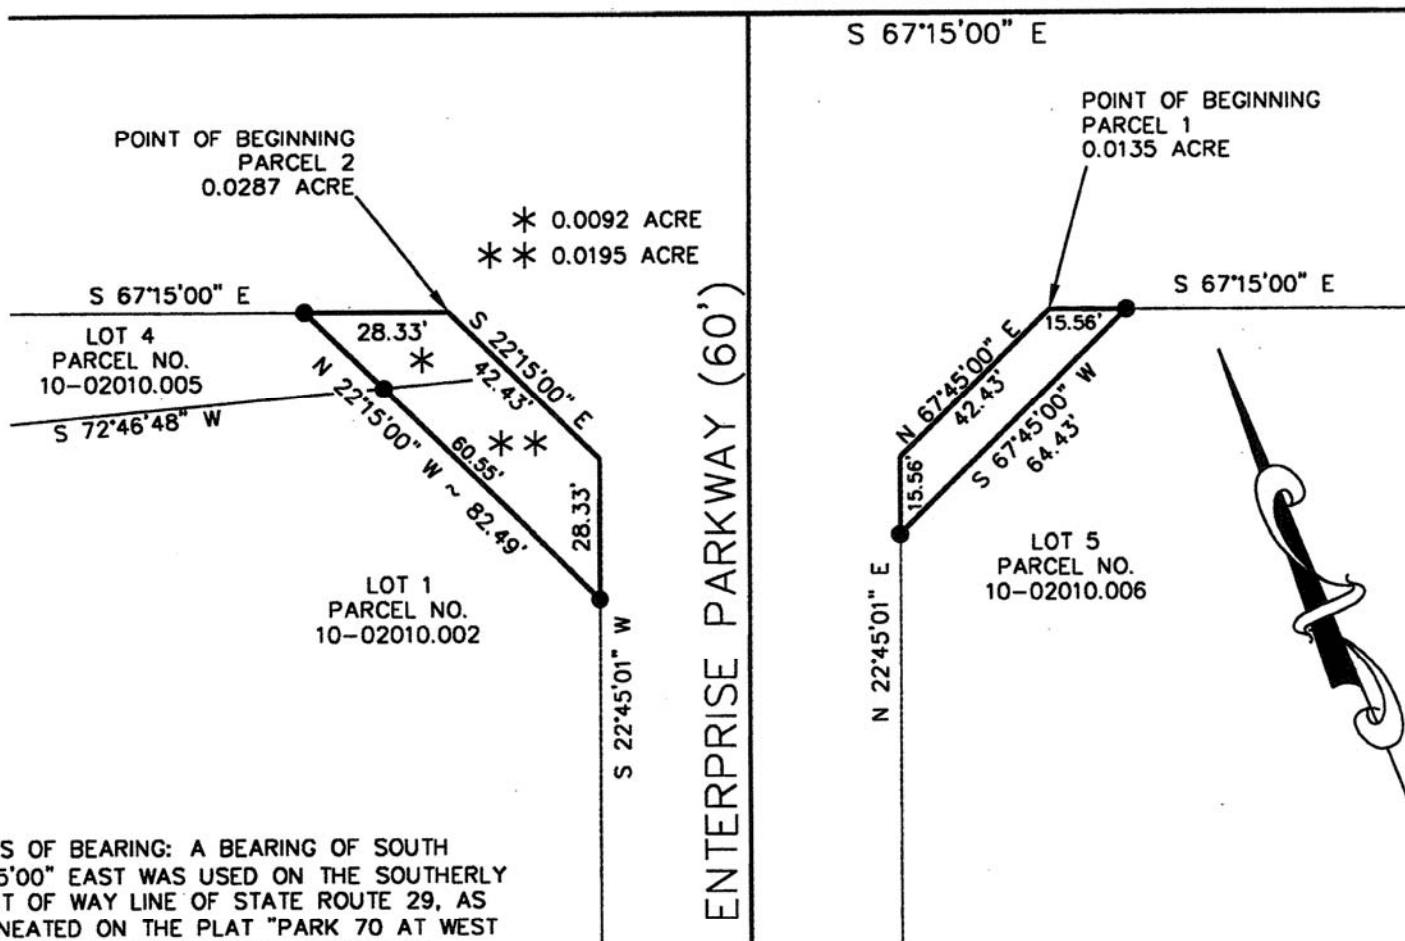 S 67°15'00" E
POINT OF BEGINNING
PARCEL 2
0.0287 ACRE
POINT OF BEGINNING
PARCEL 1
0.0135 ACRE
* 0.0092 ACRE
** 0.0195 ACRE
S 67°15'00" E
28.33'
*
S 22°15'00" E
42.43'
LOT 4
PARCEL NO.
10-02010.005
S 72°46'48" W
N 22°15'00" W ~ 82.49'
60.55'
**
28.33'
LOT 1
PARCEL NO.
10-02010.002
S 22°45'01" W
ENTERPRISE PARKWAY (60')
S 67°15'00" E
15.56'
N 67°45'00" E
42.43'
S 67°45'00" W
64.43'
15.56'
LOT 5
PARCEL NO.
10-02010.006
N 22°45'01" E
S OF BEARING: A BEARING OF SOUTH
5'00" EAST WAS USED ON THE SOUTHERLY
T OF WAY LINE OF STATE ROUTE 29, AS
NEATED ON THE PLAT "PARK 70 AT WEST